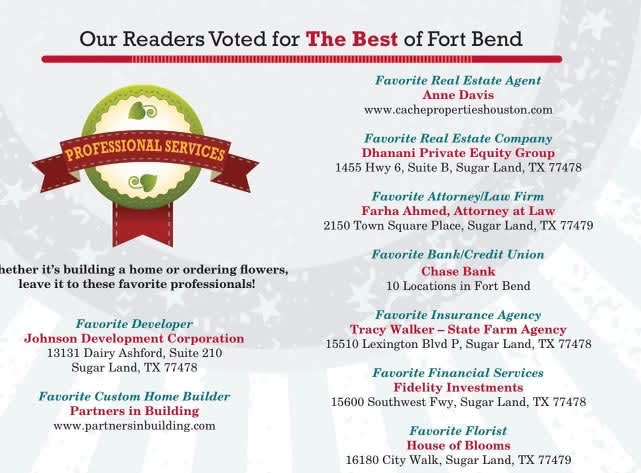 Our Readers Voted for The Best of Fort Bend
PROFESSIONAL SERVICES
hether it's building a home or ordering flowers,
leave it to these favorite professionals!
Favorite Developer
Johnson Development Corporation
13131 Dairy Ashford, Suite 210
Sugar Land, TX 77478
Favorite Custom Home Builder
Partners in Building
www.partnersinbuilding.com
Favorite Real Estate Agent
Anne Davis
www.cachepropertieshouston.com
Favorite Real Estate Company
Dhanani Private Equity Group
1455 Hwy 6, Suite B, Sugar Land, TX 77478
Favorite Attorney/Law Firm
Farha Ahmed, Attorney at Law
2150 Town Square Place, Sugar Land, TX 77479
Favorite Bank/Credit Union
Chase Bank
10 Locations in Fort Bend
Favorite Insurance Agency
Tracy Walker – State Farm Agency
15510 Lexington Blvd P, Sugar Land, TX 77478
Favorite Financial Services
Fidelity Investments
15600 Southwest Fwy, Sugar Land, TX 77478
Favorite Florist
House of Blooms
16180 City Walk, Sugar Land, TX 77479